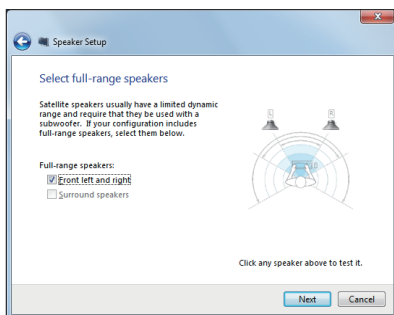 Speaker Setup
Select full-range speakers
Satellite speakers usually have a limited dynamic
range and require that they be used with a
subwoofer. If your configuration includes
full-range speakers, select them below.
L R
Full-range speakers:
Front left and right
Surround speakers
Click any speaker above to test it.
Next Cancel